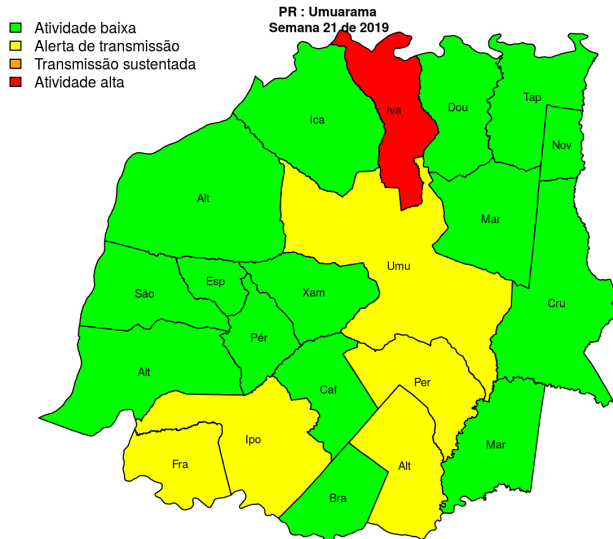 PR : Umuarama
Semana 21 de 2019
Atividade baixa
Alerta de transmissão
Transmissão sustentada
Atividade alta
Iva
Dou
Tap
Ica
Nov
Alt
Mar
Umu
Esp
São
Xam
Cru
Pér
Alt
Caf
Per
Ipo
Mar
Fra
Alt
Bra